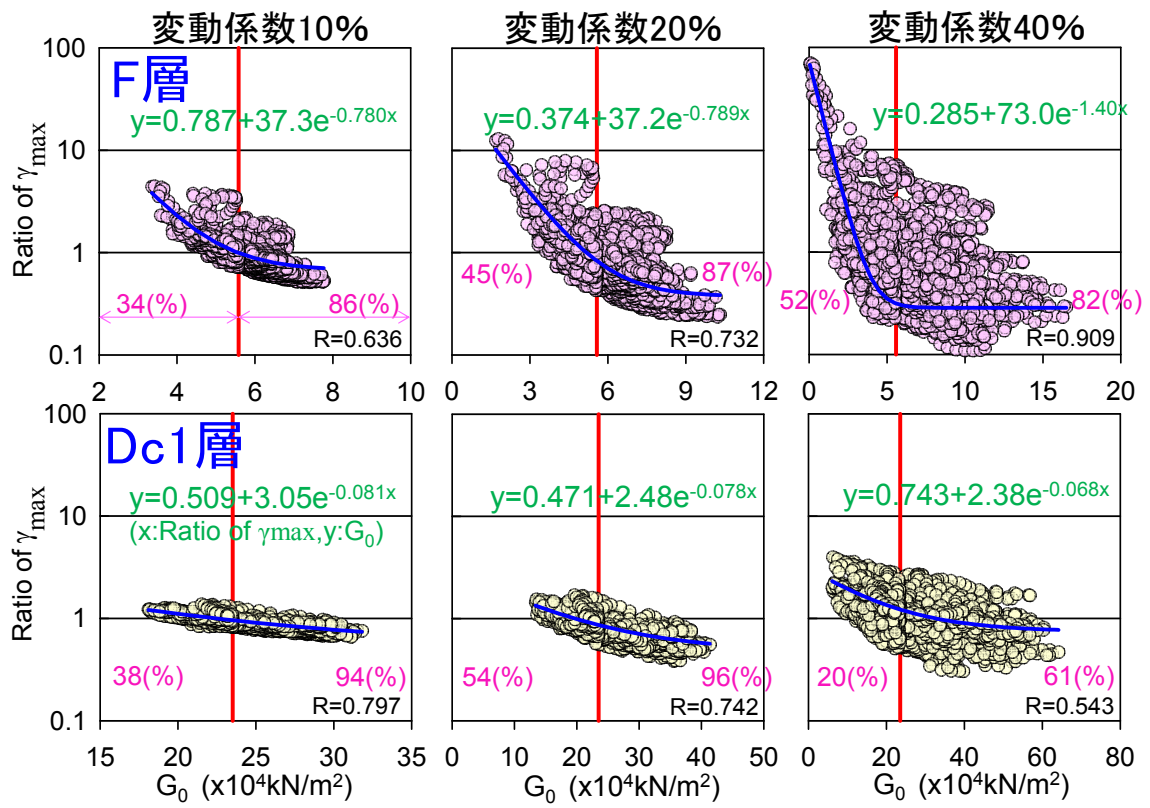 変動係数10% 変動係数20% 変動係数40%
F層
y=0.787+37.3e-0.780x
y=0.374+37.2e-0.789x
y=0.285+73.0e-1.40x
Ratio of γmax
100
10
1
0.1
34(%) 86(%)
R=0.636
45(%) 87(%)
R=0.732
52(%) 82(%)
R=0.909
2 4 6 8 10
0 3 6 9 12
0 5 10 15 20
Dc1層
y=0.509+3.05e-0.081x
(x:Ratio of γmax,y:G0)
y=0.471+2.48e-0.078x
y=0.743+2.38e-0.068x
Ratio of γmax
100
10
1
0.1
38(%) 94(%)
R=0.797
54(%) 96(%)
R=0.742
20(%) 61(%)
R=0.543
15 20 25 30 35
0 10 20 30 40 50
0 20 40 60 80
G0 (x104kN/m2) G0 (x104kN/m2) G0 (x104kN/m2)